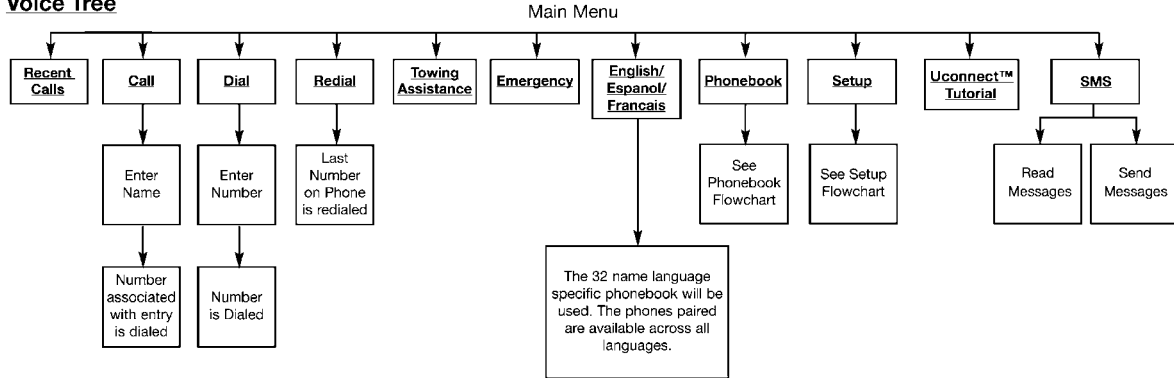 Voice Tree
Main Menu
Recent
Calls
Call
Dial
Redial
Towing
Assistance
Emergency
English/
Espanol/
Francais
Phonebook
Setup
Uconnect™
Tutorial
SMS
Enter
Name
Enter
Number
Last
Number
on Phone
is redialed
See
Phonebook
Flowchart
See Setup
Flowchart
Read
Messages
Send
Messages
Number
associated
with entry
is dialed
Number
is Dialed
The 32 name language
specific phonebook will be
used. The phones paired
are available across all
languages.